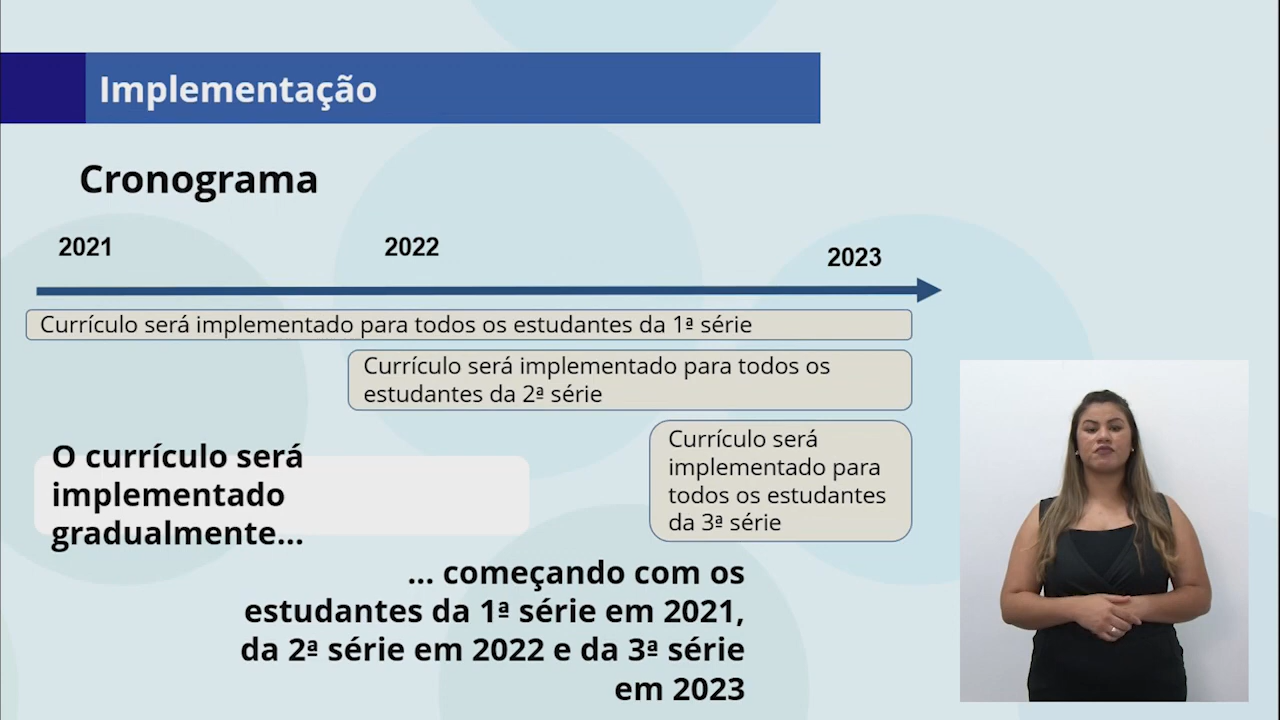 Implementação
Cronograma
2021
2022
2023
Currículo será implementado para todos os estudantes da 1ª série
Currículo será implementado para todos os
estudantes da 2ª série
Currículo será
implementado para
todos os estudantes
da 3ª série
O currículo será
implementado
gradualmente...
... começando com os
estudantes da 1ª série em 2021,
da 2ª série em 2022 e da 3ª série
em 2023